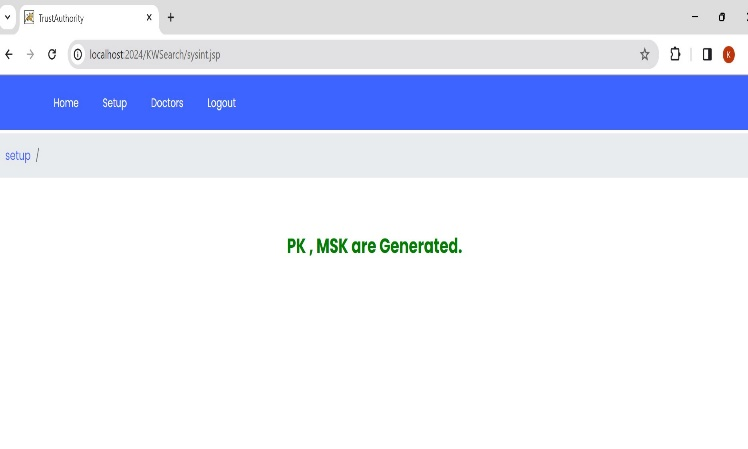 TrustAuthority
localhost:2024/KWSearch/sysint.jsp
K
Home Setup Doctors Logout
setup /
PK , MSK are Generated.